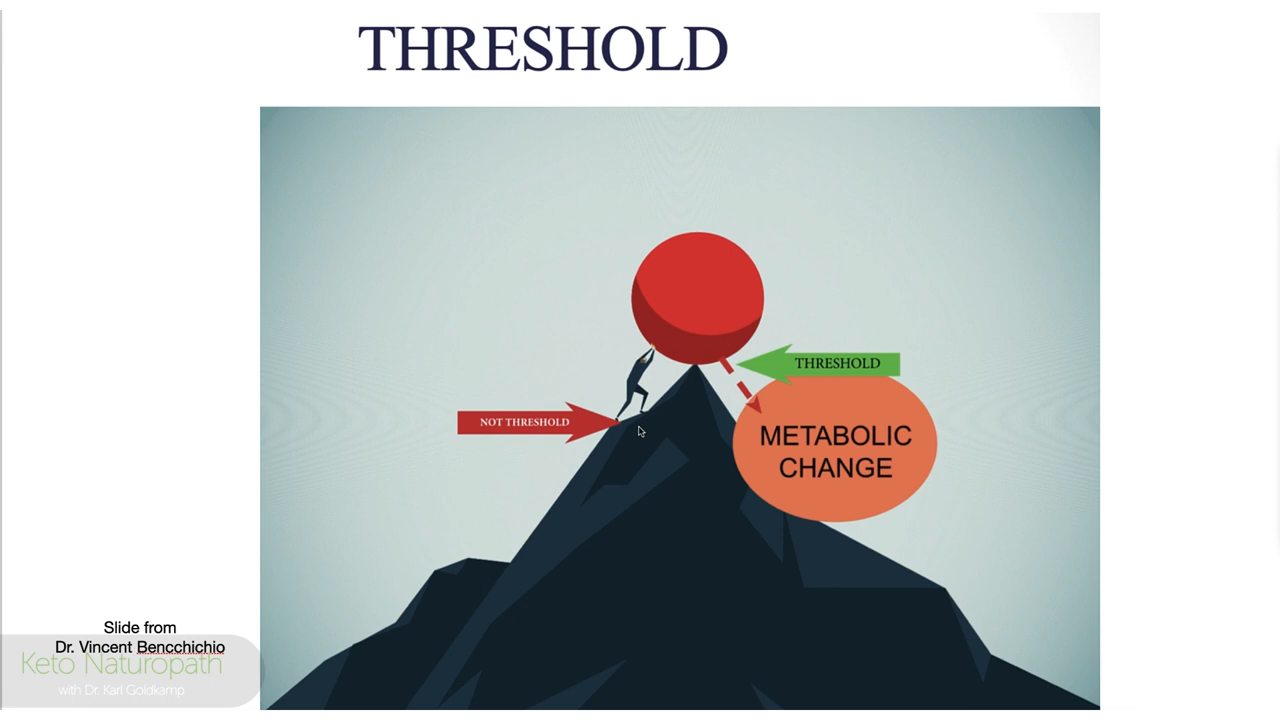 THRESHOLD
THRESHOLD
NOT THRESHOLD
METABOLIC
CHANGE
Slide from
Dr. Vincent Bencchichio
Keto Naturopath
with Dr. Karl Goldkamp